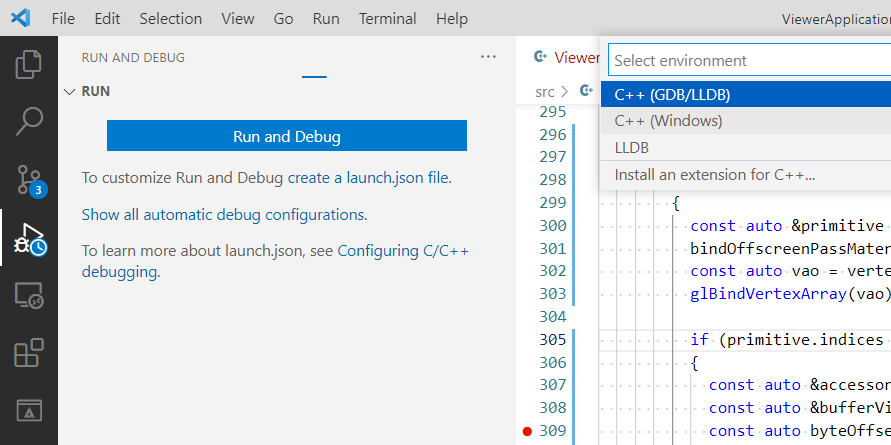 File Edit Selection View Go Run Terminal Help ViewerApplication
RUN AND DEBUG ...
RUN
Run and Debug
To customize Run and Debug create a launch.json file.
Show all automatic debug configurations.
To learn more about launch.json, see Configuring C/C++
debugging.
3
Viewer
src >
Select environment
C++ (GDB/LLDB)
C++ (Windows)
LLDB
Install an extension for C++...
295
296
297
298
299 {
300 const auto &primitive
301 bindOffscreenPassMater
302 const auto vao = verte
303 glBindVertexArray(vao)
304
305 if (primitive.indices
306 {
307 const auto &accessor
308 const auto &bufferVi
309 const auto byteOffse